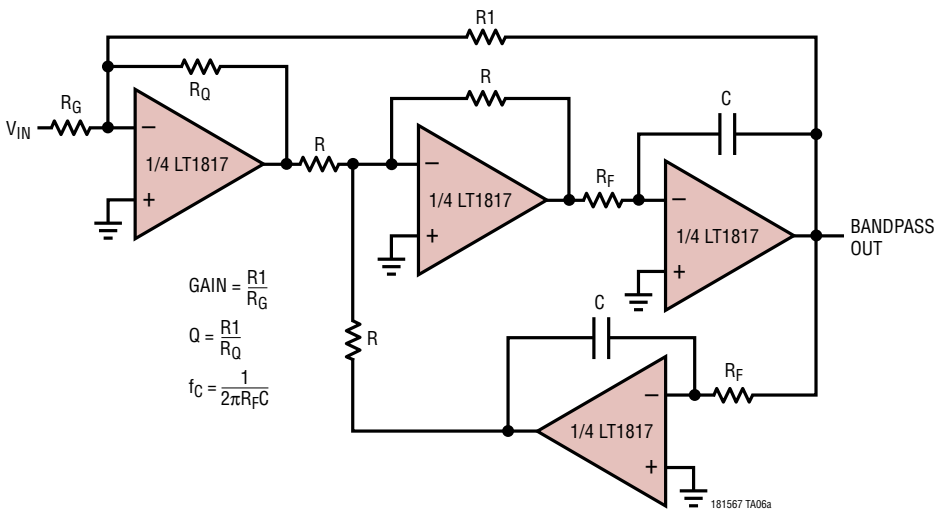 R1
R
C
RQ
RG
VIN
R
RF
−
−
−
1/4 LT1817
1/4 LT1817
1/4 LT1817
+
+
+
BANDPASS
OUT
GAIN = R1
RG
Q = R1
RQ
fC = 1
2πRFC
R
C
RF
−
1/4 LT1817
+
181567 TA06a